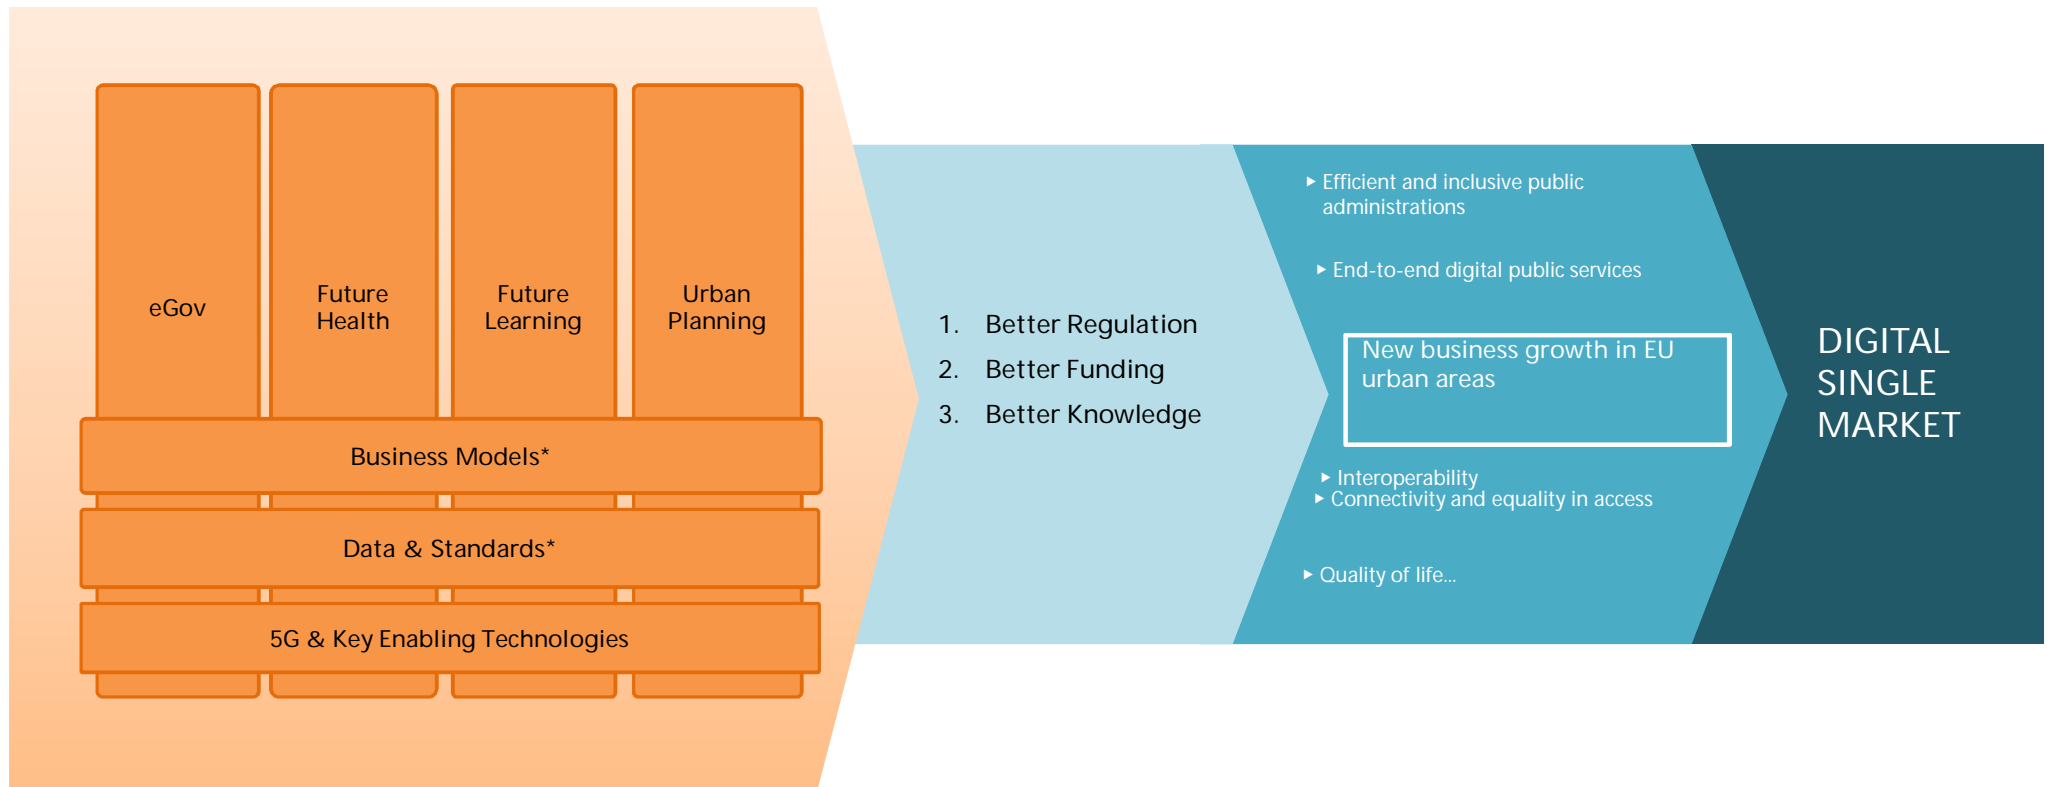 eGov
Future
Health
Future
Learning
Urban
Planning
Business Models*
Data & Standards*
5G & Key Enabling Technologies
1. Better Regulation
2. Better Funding
3. Better Knowledge
▶ Efficient and inclusive public
administrations
▶ End-to-end digital public services
New business growth in EU
urban areas
▶ Interoperability
▶ Connectivity and equality in access
▶ Quality of life…
DIGITAL
SINGLE
MARKET